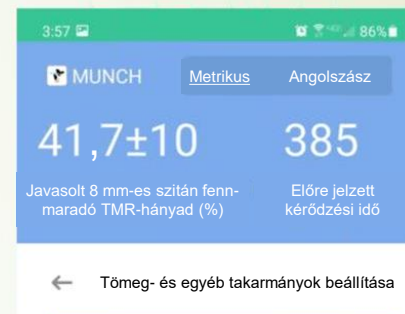 3:57 86%
MUNCH Metrikus Angolszász
41,7±10 385
Javasolt 8 mm-es szitán fenn- Előre jelzett
maradó TMR-hányad (%) kérődzési idő
← Tömeg- és egyéb takarmányok beállítása